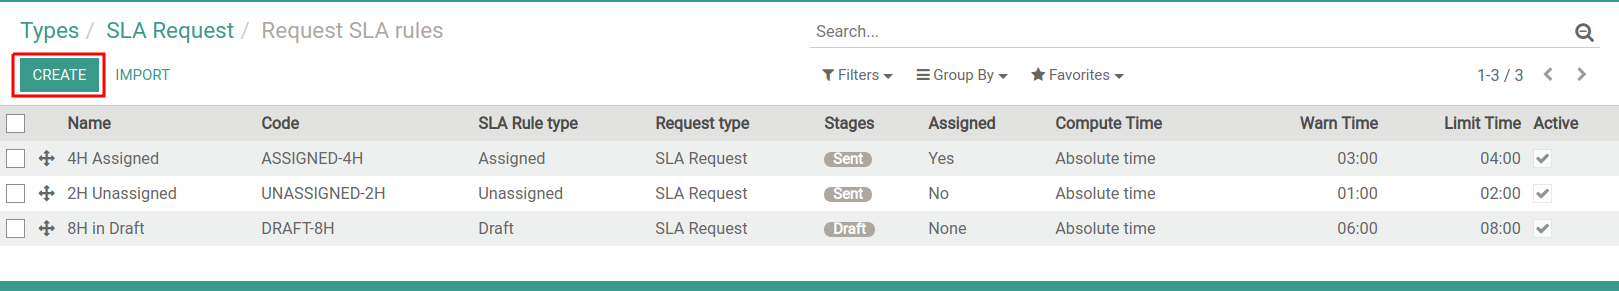 Types / SLA Request / Request SLA rules
Search...
CREATE IMPORT Filters Group By Favorites 1-3 / 3
Name Code SLA Rule type Request type Stages Assigned Compute Time Warn Time Limit Time Active
4H Assigned ASSIGNED-4H Assigned SLA Request Sent Yes Absolute time 03:00 04:00
2H Unassigned UNASSIGNED-2H Unassigned SLA Request Sent No Absolute time 01:00 02:00
8H in Draft DRAFT-8H Draft SLA Request Draft None Absolute time 06:00 08:00